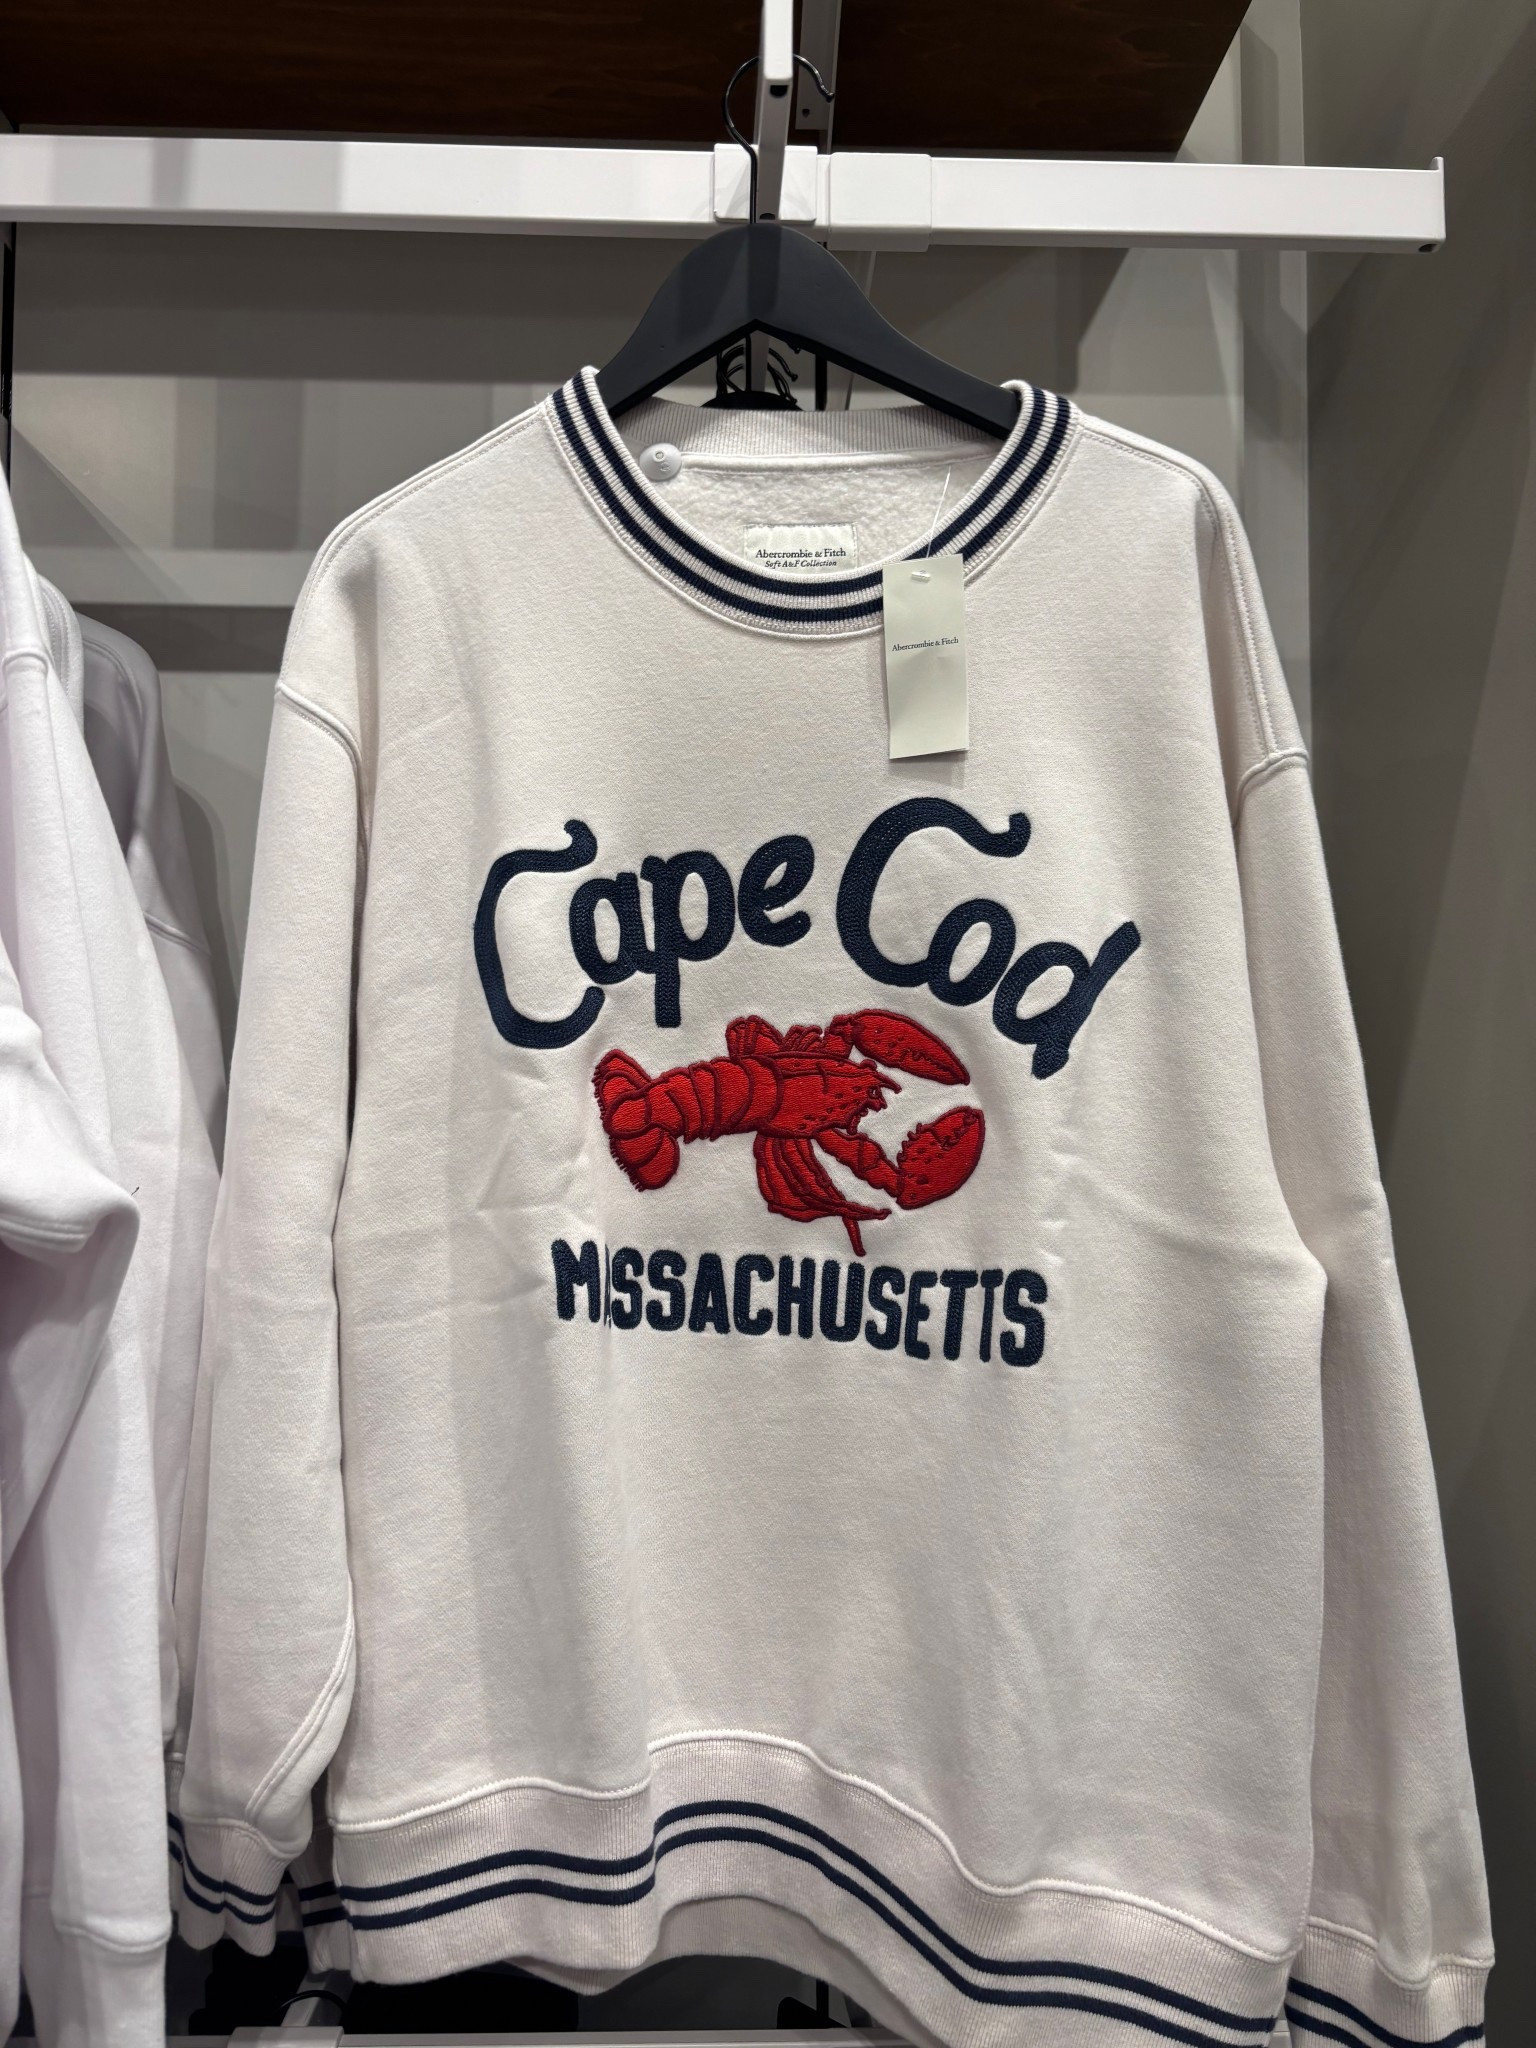 Abercrombie & Fitch
Soft A&F Collection
Abercrombie & Fitch
Cape Cod
MASSACHUSETTS